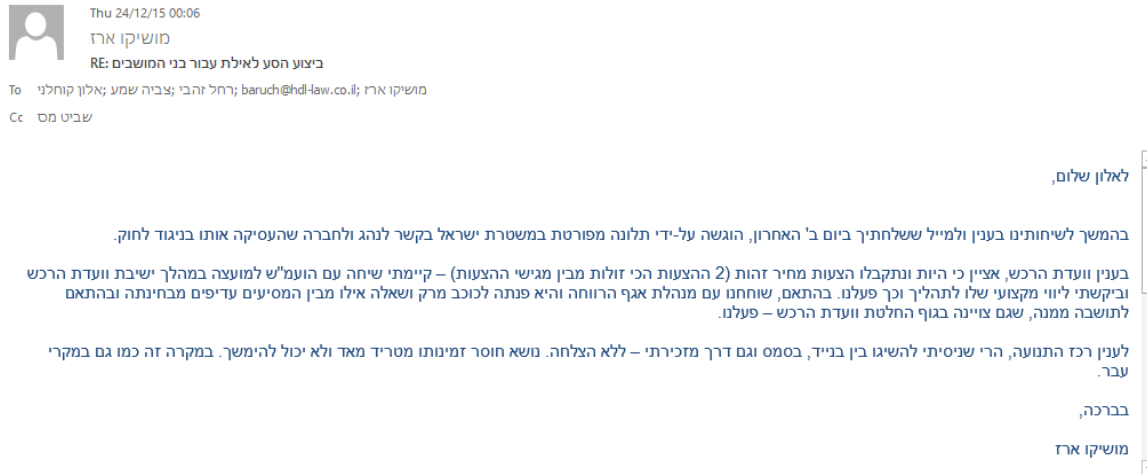 Thu 24/12/15 00:06
מושיקו ארז
RE: ביצוע הסע לאילת עבור בני המושבים
To מושיקו ארז; baruch@hdl-law.co.il; רחל זהבי; צביה שמע; אלון קוחלני
Cc שביט מס
לאלון שלום,
בהמשך לשיחותינו בענין ולמייל ששלחתיך ביום ב' האחרון, הוגשה על-ידי תלונה מפורטת במשטרת ישראל בקשר לנהג ולחברה שהעסיקה אותו בניגוד לחוק.
בענין וועדת הרכש, אציין כי היות ונתקבלו הצעות מחיר זהות (2 ההצעות הכי זולות מבין מגישי ההצעות) – קיימתי שיחה עם הועמ"ש למועצה במהלך ישיבת וועדת הרכש
וביקשתי ליווי מקצועי שלו לתהליך וכך פעלנו. בהתאם, שוחחנו עם מנהלת אגף הרווחה והיא פנתה לכוכב מרק ושאלה אילו מבין המסיעים עדיפים מבחינתה ובהתאם
לתושבה ממנה, שגם צויינה בגוף החלטת וועדת הרכש – פעלנו.
לענין רכז התנועה, הרי שניסיתי להשיגו בין בנייד, בסמס וגם דרך מזכירתי – ללא הצלחה. נושא חוסר זמינותו מטריד מאד ולא יכול להימשך. במקרה זה כמו גם במקרי
עבר.
בברכה,
מושיקו ארז